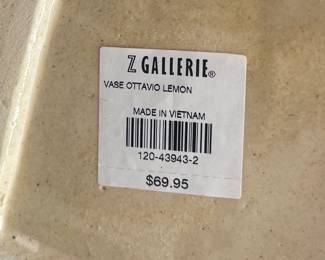 Z GALLERIE®
VASE OTTAVIO LEMON
MADE IN VIETNAM
120-43943-2
$69.95